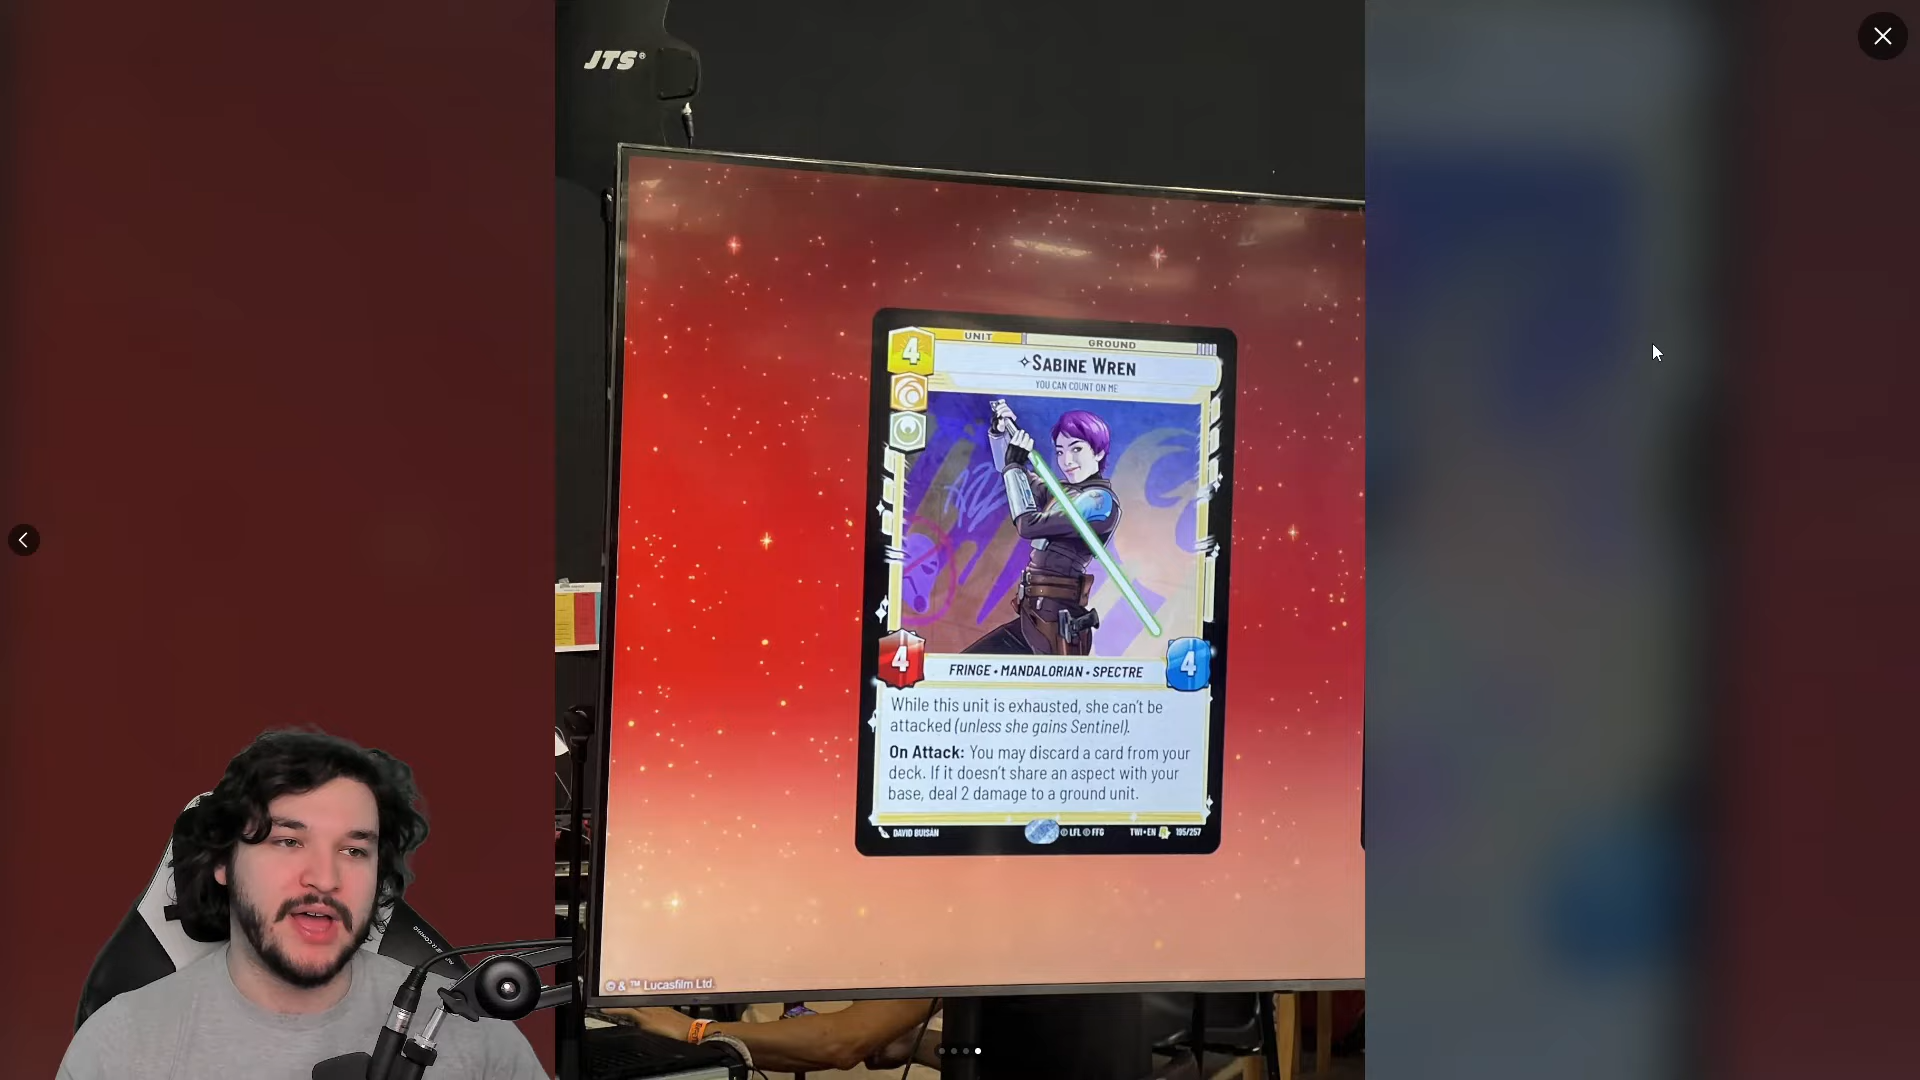 JTS®
4
UNIT
GROUND
SABINE WREN
YOU CAN COUNT ON ME
4
FRINGE • MANDALORIAN • SPECTRE
4
While this unit is exhausted, she can't be
attacked (unless she gains Sentinel).
On Attack: You may discard a card from your
deck. If it doesn't share an aspect with your
base, deal 2 damage to a ground unit.
DAVID BUISÁN
© LFL © FFG
TWI • EN
195/257
© & ™ Lucasfilm Ltd.